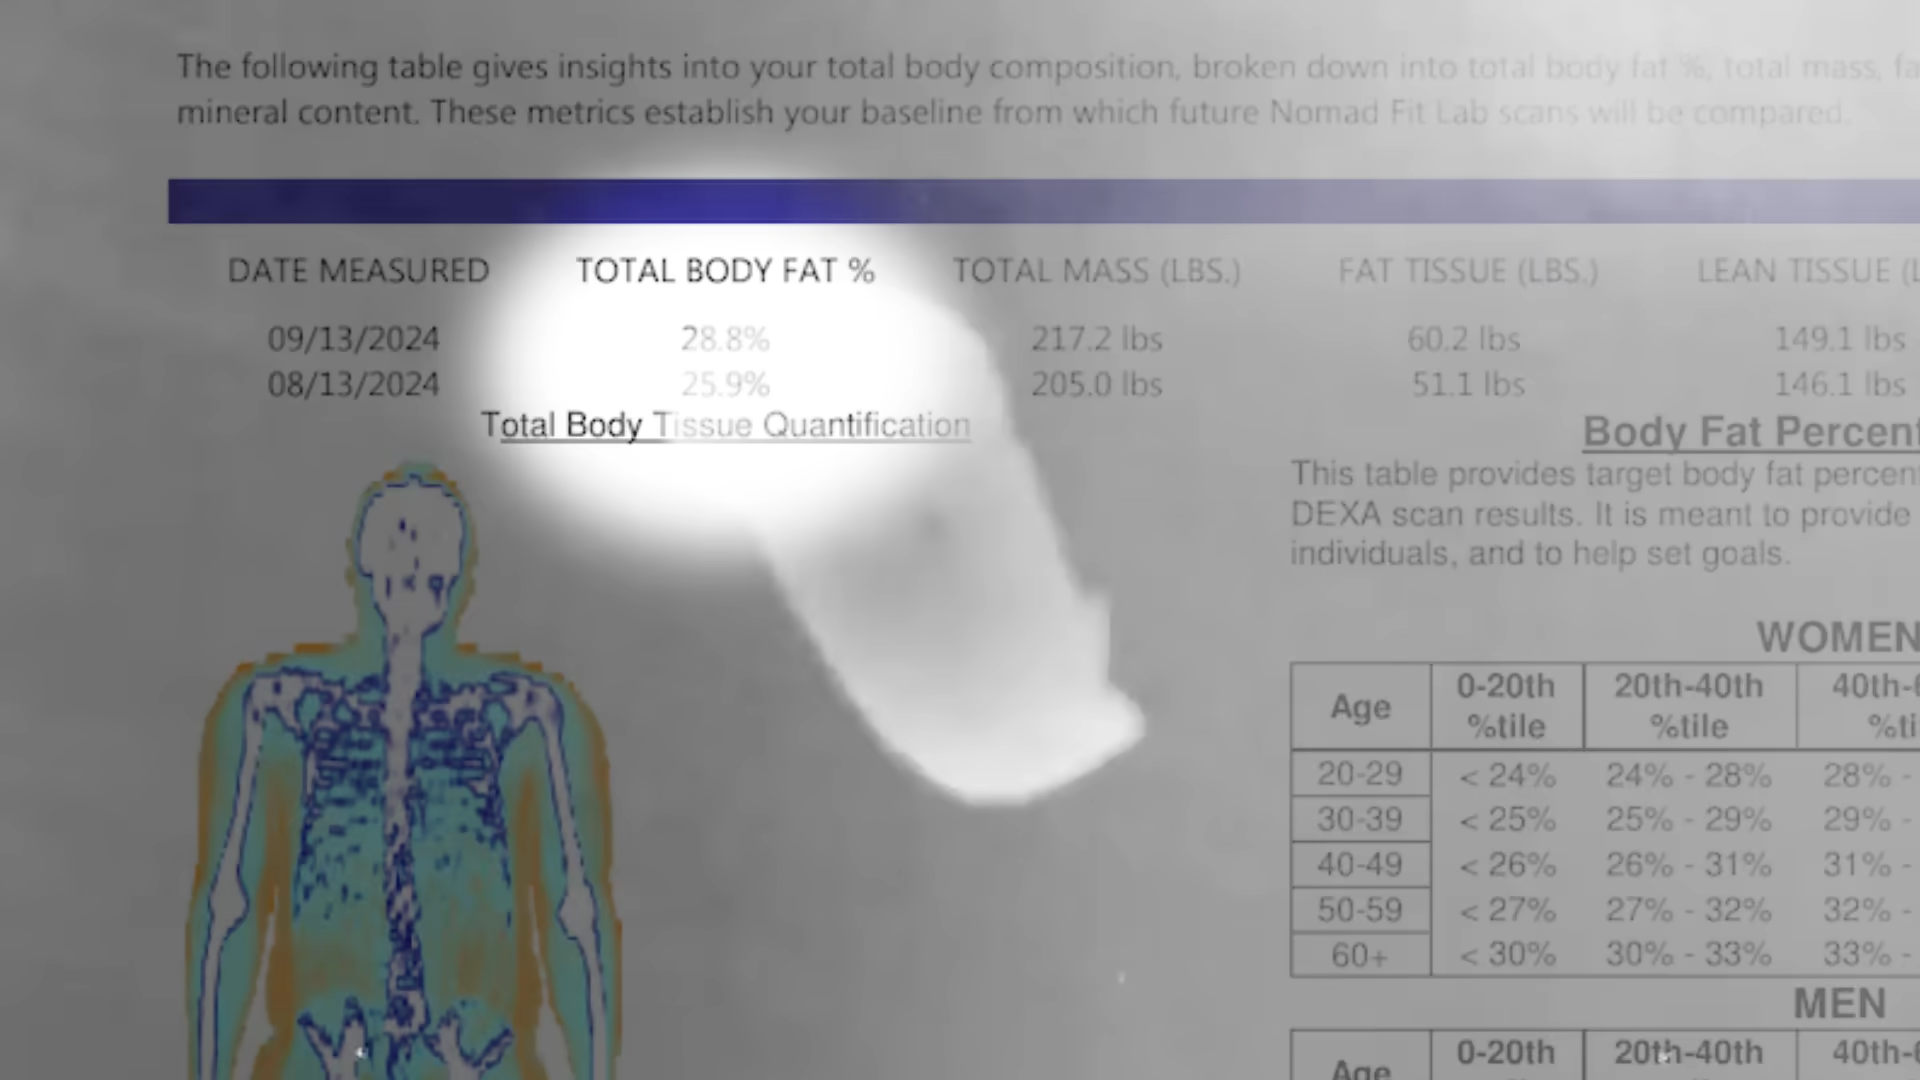 The following table gives insights into your total body composition, broken down into total body fat %, total mass, fa
mineral content. These metrics establish your baseline from which future Nomad Fit Lab scans will be compared.
DATE MEASURED TOTAL BODY FAT % TOTAL MASS (LBS.) FAT TISSUE (LBS.) LEAN TISSUE (L
09/13/2024 28.8% 217.2 lbs 60.2 lbs 149.1 lbs
08/13/2024 25.9% 205.0 lbs 51.1 lbs 146.1 lbs
Total Body Tissue Quantification
Body Fat Percent
This table provides target body fat percen
DEXA scan results. It is meant to provide
individuals, and to help set goals.
WOMEN
Age 0-20th %tile 20th-40th %tile 40th-6 %ti
20-29 < 24% 24% - 28% 28% -
30-39 < 25% 25% - 29% 29% -
40-49 < 26% 26% - 31% 31% -
50-59 < 27% 27% - 32% 32% -
60+ < 30% 30% - 33% 33% -
MEN
Age 0-20th 20th-40th 40th-6